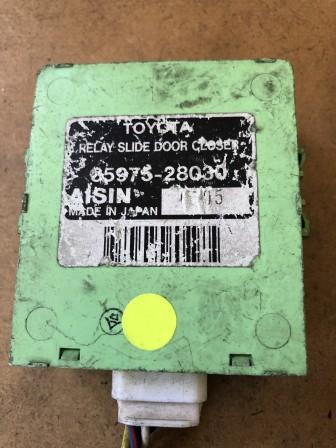 TOYOTA
RELAY SLIDE DOOR CLOSER
85975-28030
AISIN
MADE IN JAPAN